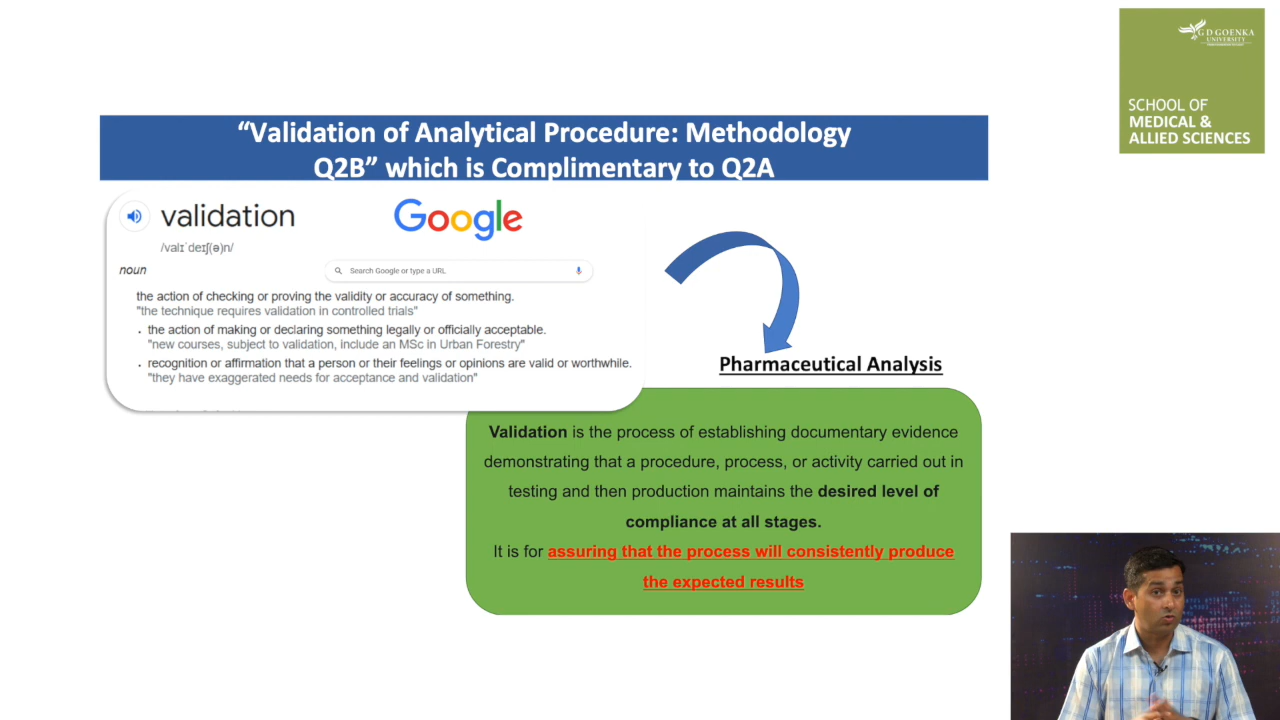 G D GOENKA
UNIVERSITY
SCHOOL OF
MEDICAL &
ALLIED SCIENCES
“Validation of Analytical Procedure: Methodology
Q2B” which is Complimentary to Q2A
validation
Google
/valɪˈdeɪʃ(ə)n/
noun
Search Google or type a URL
the action of checking or proving the validity or accuracy of something.
"the technique requires validation in controlled trials"
• the action of making or declaring something legally or officially acceptable.
"new courses, subject to validation, include an MSc in Urban Forestry"
• recognition or affirmation that a person or their feelings or opinions are valid or worthwhile.
"they have exaggerated needs for acceptance and validation"
Pharmaceutical Analysis
Validation is the process of establishing documentary evidence
demonstrating that a procedure, process, or activity carried out in
testing and then production maintains the desired level of
compliance at all stages.
It is for assuring that the process will consistently produce
the expected results